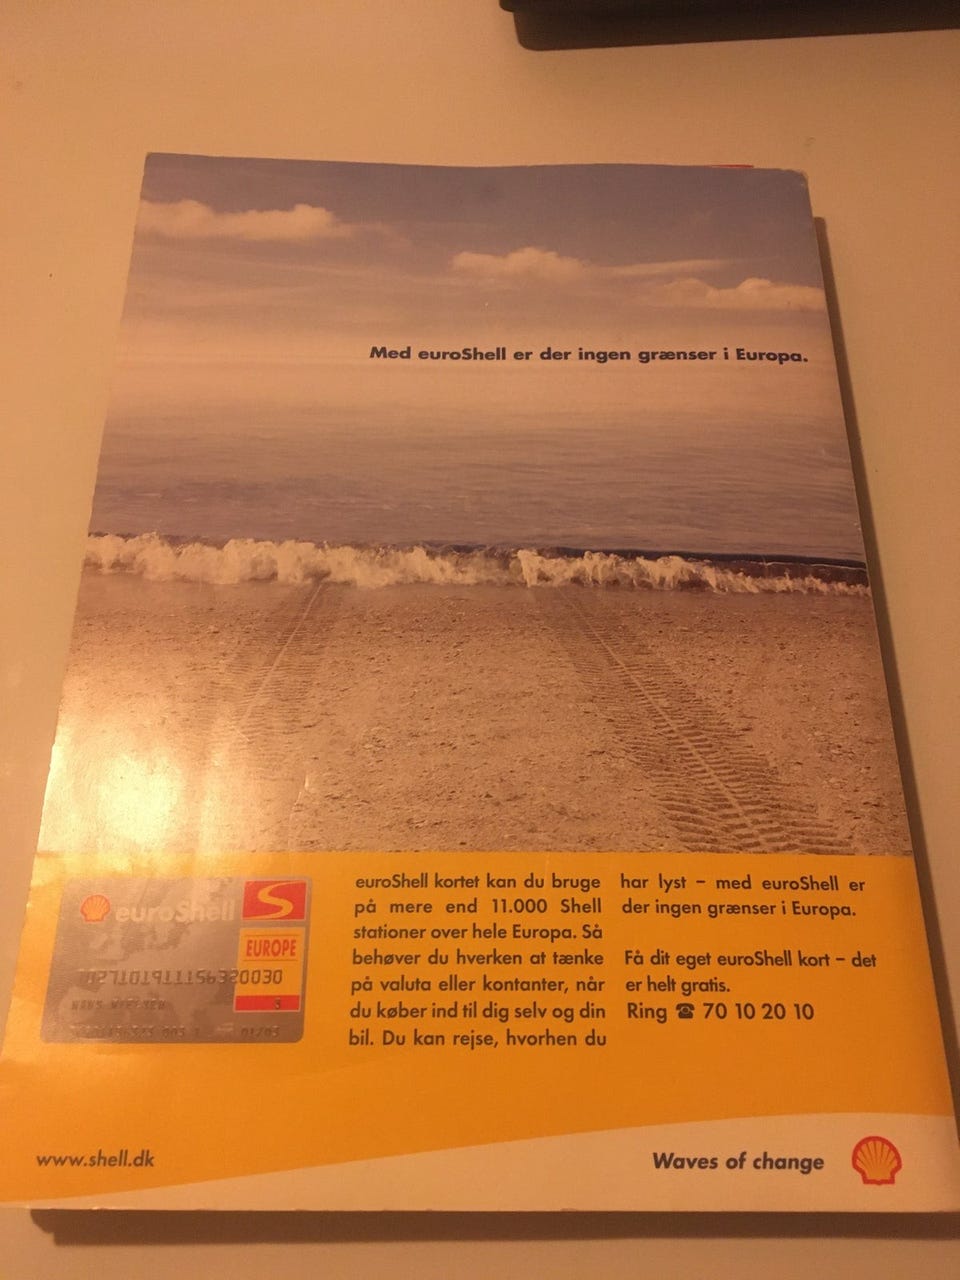 Med euroShell er der ingen grænser i Europa.
euroShell
EUROPE
euroShell kortet kan du bruge
på mere end 11.000 Shell
stationer over hele Europa. Så
behøver du hverken at tænke
på valuta eller kontanter, når
du køber ind til dig selv og din
bil. Du kan rejse, hvorhen du
har lyst – med euroShell er
der ingen grænser i Europa.
Få dit eget euroShell kort – det
er helt gratis.
Ring ☎ 70 10 20 10
www.shell.dk
Waves of change